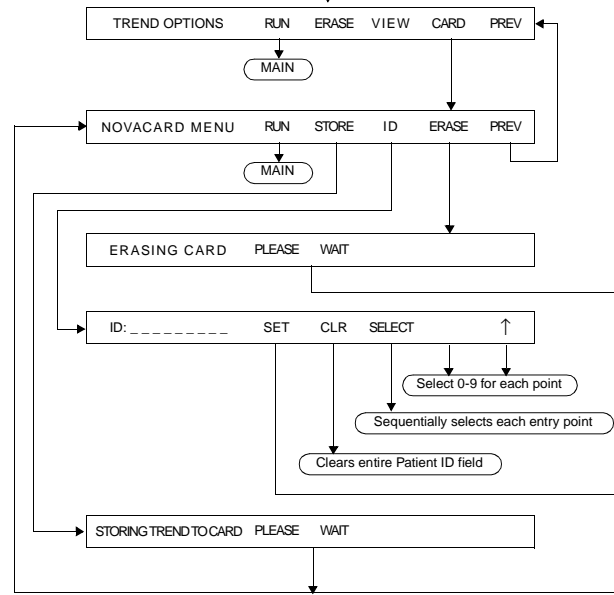 TREND OPTIONS RUN ERASE VIEW CARD PREV
MAIN
NOVACARD MENU RUN STORE ID ERASE PREV
MAIN
ERASING CARD PLEASE WAIT
ID: _ _ _ _ _ _ _ _ _ SET CLR SELECT ↑
Select 0-9 for each point
Sequentially selects each entry point
Clears entire Patient ID field
STORING TREND TO CARD PLEASE WAIT